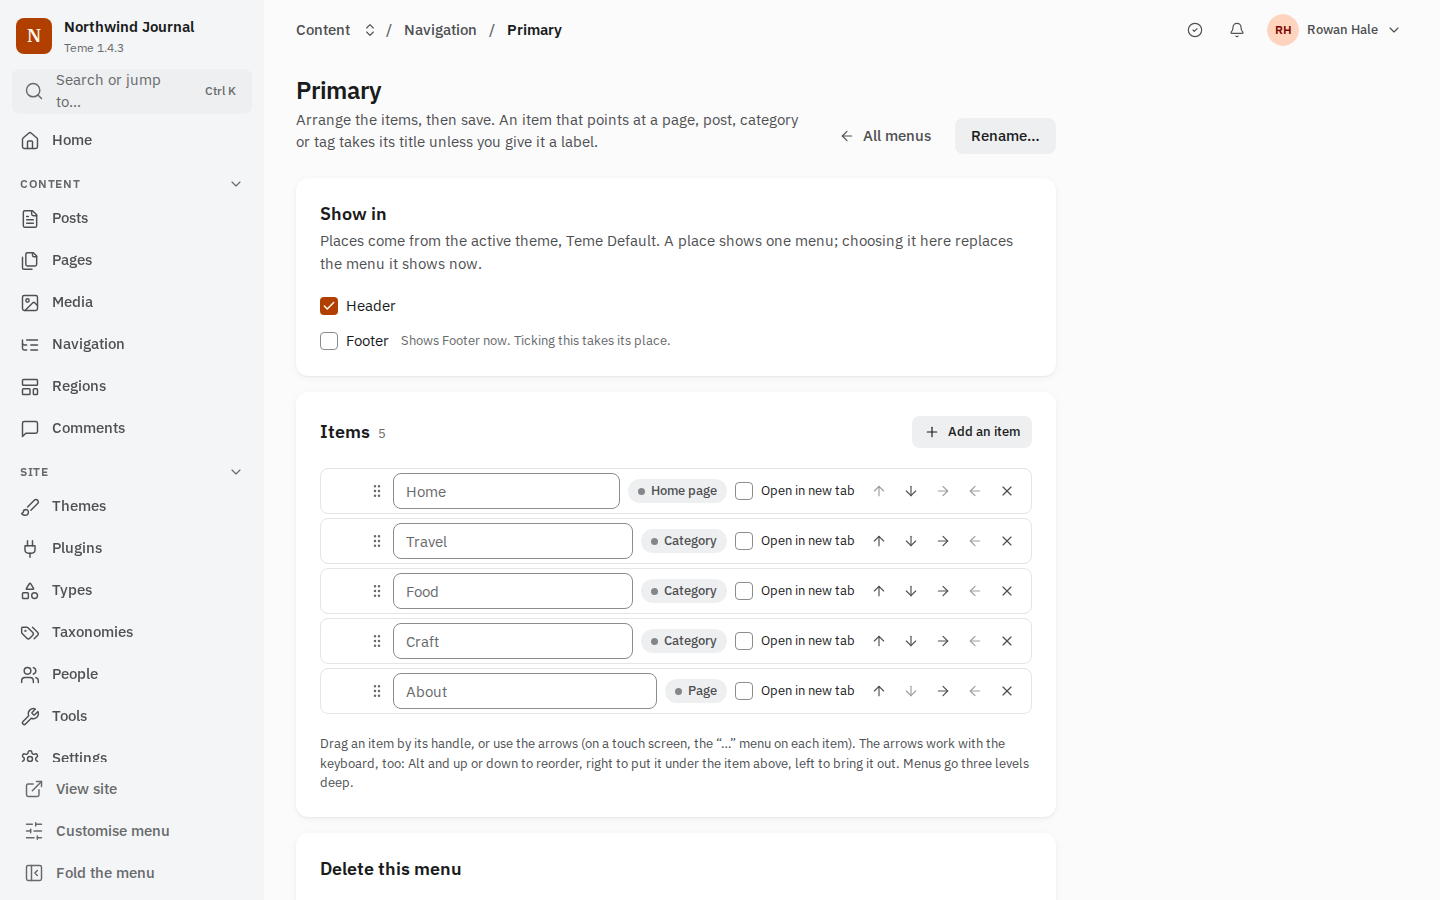 N
Northwind Journal
Teme 1.4.3
Search or jump
to...
Ctrl K
Home
CONTENT
Posts
Pages
Media
Navigation
Regions
Comments
SITE
Themes
Plugins
Types
Taxonomies
People
Tools
Settings
View site
Customise menu
Fold the menu
Content / Navigation / Primary
RH Rowan Hale
Primary
Arrange the items, then save. An item that points at a page, post, category
or tag takes its title unless you give it a label.
All menus
Rename...
Show in
Places come from the active theme, Teme Default. A place shows one menu; choosing it here replaces
the menu it shows now.
Header
Footer Shows Footer now. Ticking this takes its place.
Items 5
Add an item
Home Home page Open in new tab
Travel Category Open in new tab
Food Category Open in new tab
Craft Category Open in new tab
About Page Open in new tab
Drag an item by its handle, or use the arrows (on a touch screen, the “…” menu on each item). The arrows work with the
keyboard, too: Alt and up or down to reorder, right to put it under the item above, left to bring it out. Menus go three levels
deep.
Delete this menu